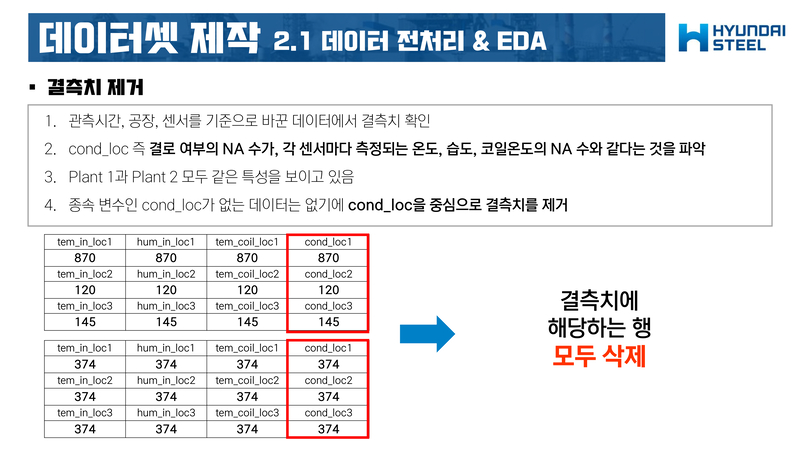 데이터셋 제작 2.1 데이터 전처리 & EDA
HYUNDAI
STEEL
▪ 결측치 제거
1. 관측시간, 공장, 센서를 기준으로 바꾼 데이터에서 결측치 확인
2. cond_loc 즉 결로 여부의 NA 수가, 각 센서마다 측정되는 온도, 습도, 코일온도의 NA 수와 같다는 것을 파악
3. Plant 1과 Plant 2 모두 같은 특성을 보이고 있음
4. 종속 변수인 cond_loc가 없는 데이터는 없기에 cond_loc을 중심으로 결측치를 제거
tem_in_loc1 hum_in_loc1 tem_coil_loc1 cond_loc1
870 870 870 870
tem_in_loc2 hum_in_loc2 tem_coil_loc2 cond_loc2
120 120 120 120
tem_in_loc3 hum_in_loc3 tem_coil_loc3 cond_loc3
145 145 145 145
tem_in_loc1 hum_in_loc1 tem_coil_loc1 cond_loc1
374 374 374 374
tem_in_loc2 hum_in_loc2 tem_coil_loc2 cond_loc2
374 374 374 374
tem_in_loc3 hum_in_loc3 tem_coil_loc3 cond_loc3
374 374 374 374
결측치에
해당하는 행
모두 삭제